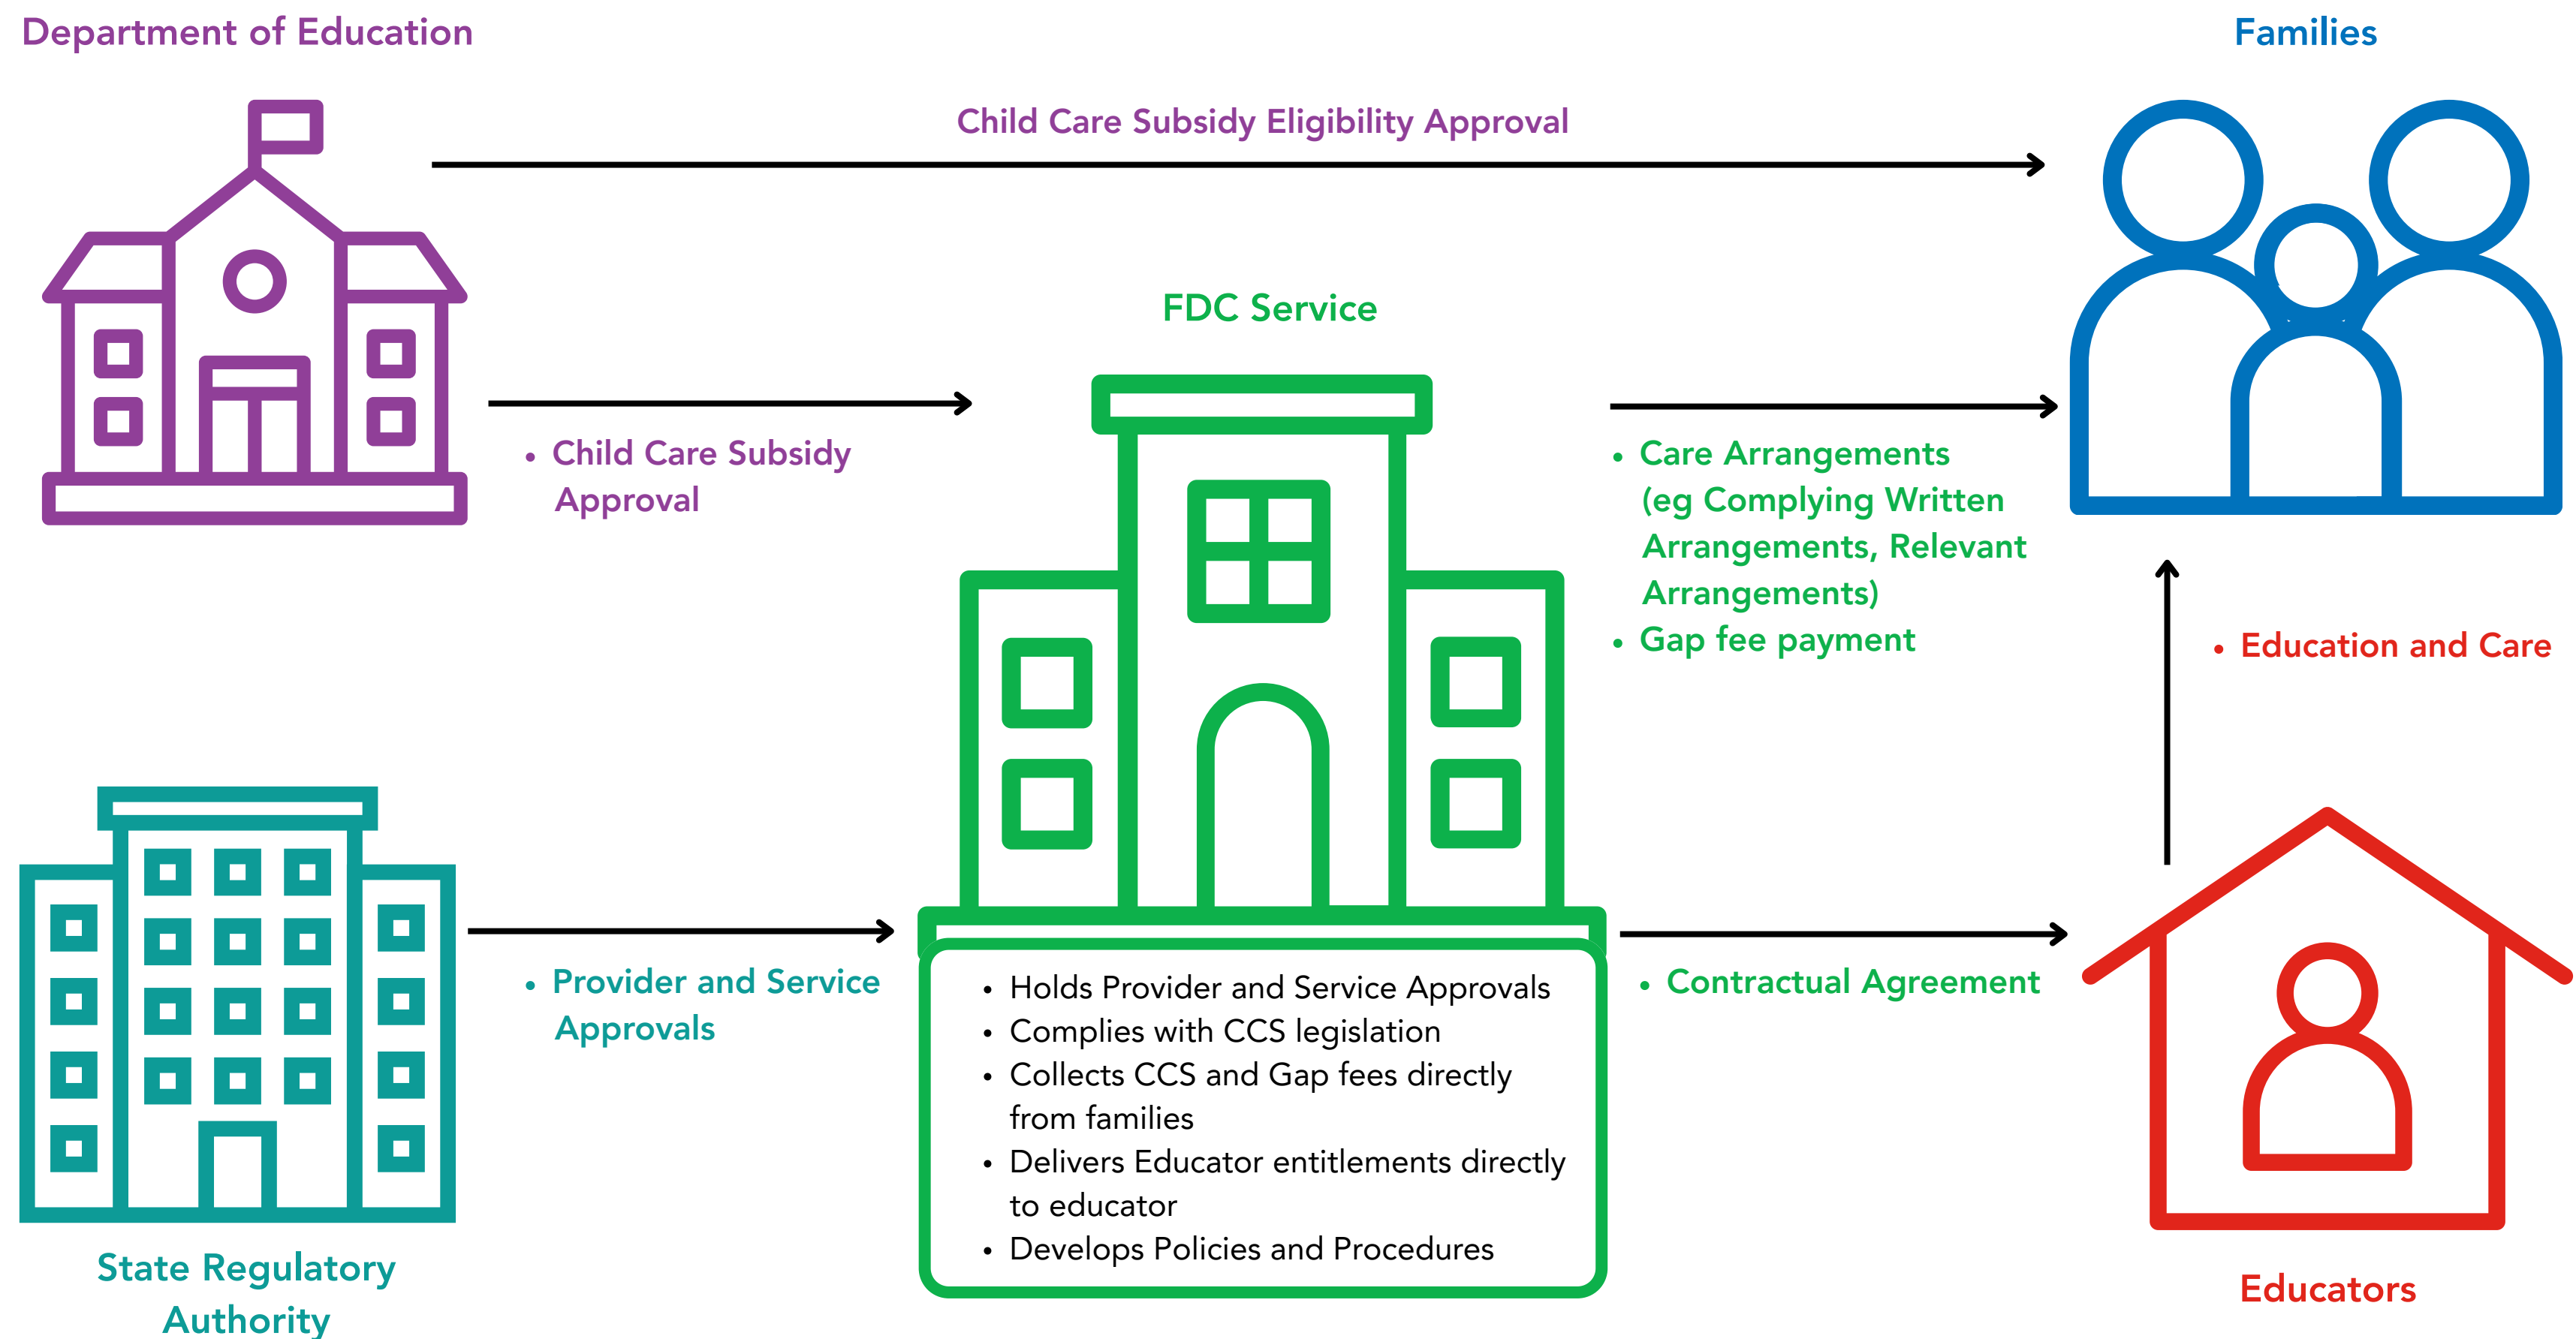 Department of Education
Families
Child Care Subsidy Eligibility Approval
FDC Service
• Child Care Subsidy
Approval
• Care Arrangements
(eg Complying Written
Arrangements, Relevant
Arrangements)
• Gap fee payment
• Education and Care
• Provider and Service
Approvals
• Holds Provider and Service Approvals
• Complies with CCS legislation
• Collects CCS and Gap fees directly
from families
• Delivers Educator entitlements directly
to educator
• Develops Policies and Procedures
• Contractual Agreement
State Regulatory
Authority
Educators